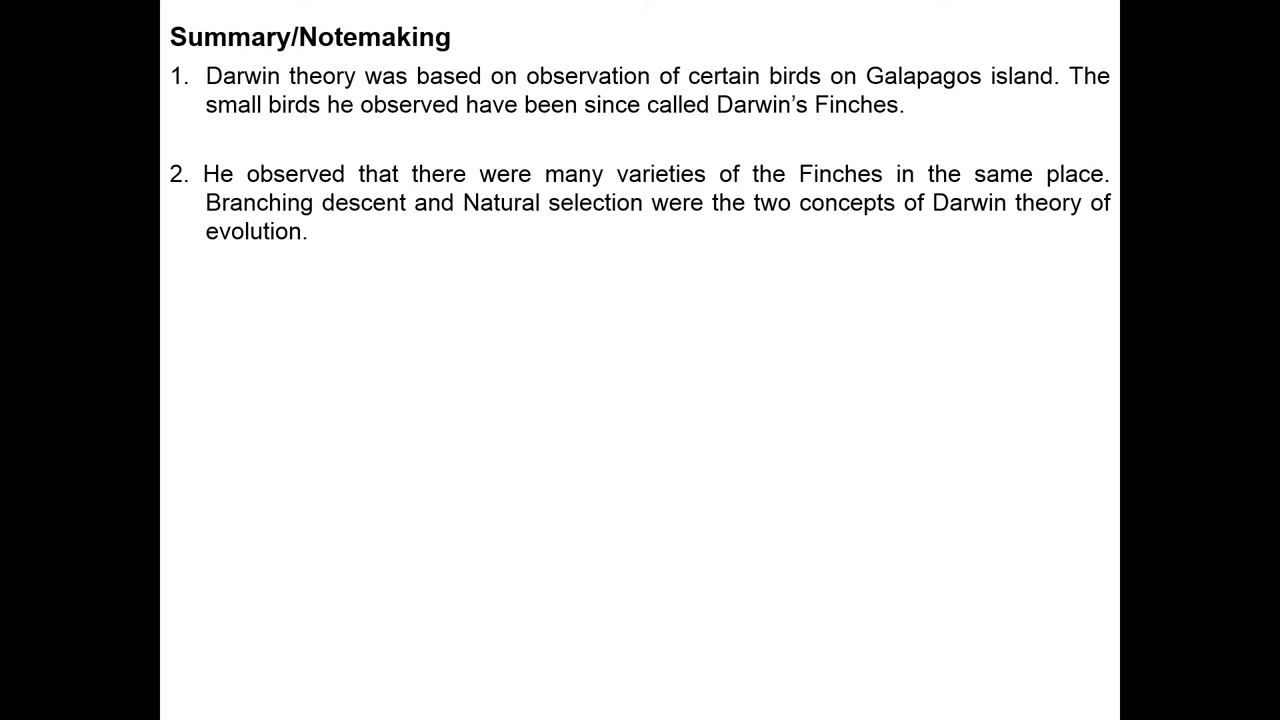 Summary/Notemaking
1. Darwin theory was based on observation of certain birds on Galapagos island. The
small birds he observed have been since called Darwin’s Finches.
2. He observed that there were many varieties of the Finches in the same place.
Branching descent and Natural selection were the two concepts of Darwin theory of
evolution.